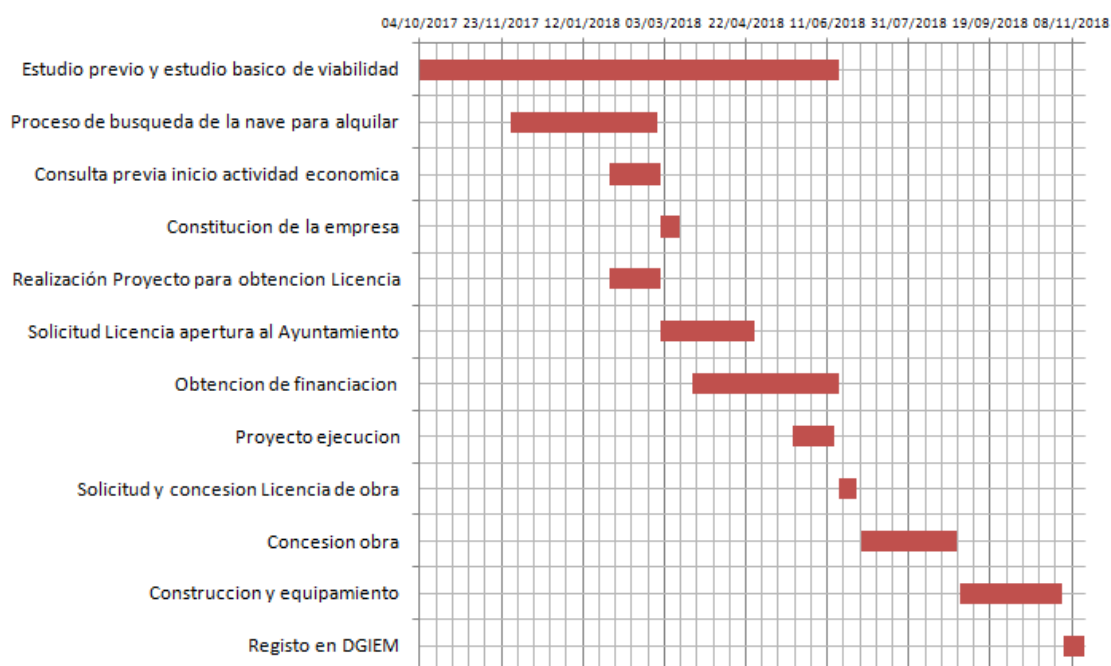 04/10/2017 23/11/2017 12/01/2018 03/03/2018 22/04/2018 11/06/2018 31/07/2018 19/09/2018 08/11/2018
Estudio previo y estudio basico de viabilidad
Proceso de busqueda de la nave para alquilar
Consulta previa inicio actividad economica
Constitucion de la empresa
Realización Proyecto para obtencion Licencia
Solicitud Licencia apertura al Ayuntamiento
Obtencion de financiacion
Proyecto ejecucion
Solicitud y concesion Licencia de obra
Concesion obra
Construccion y equipamiento
Registo en DGIEM